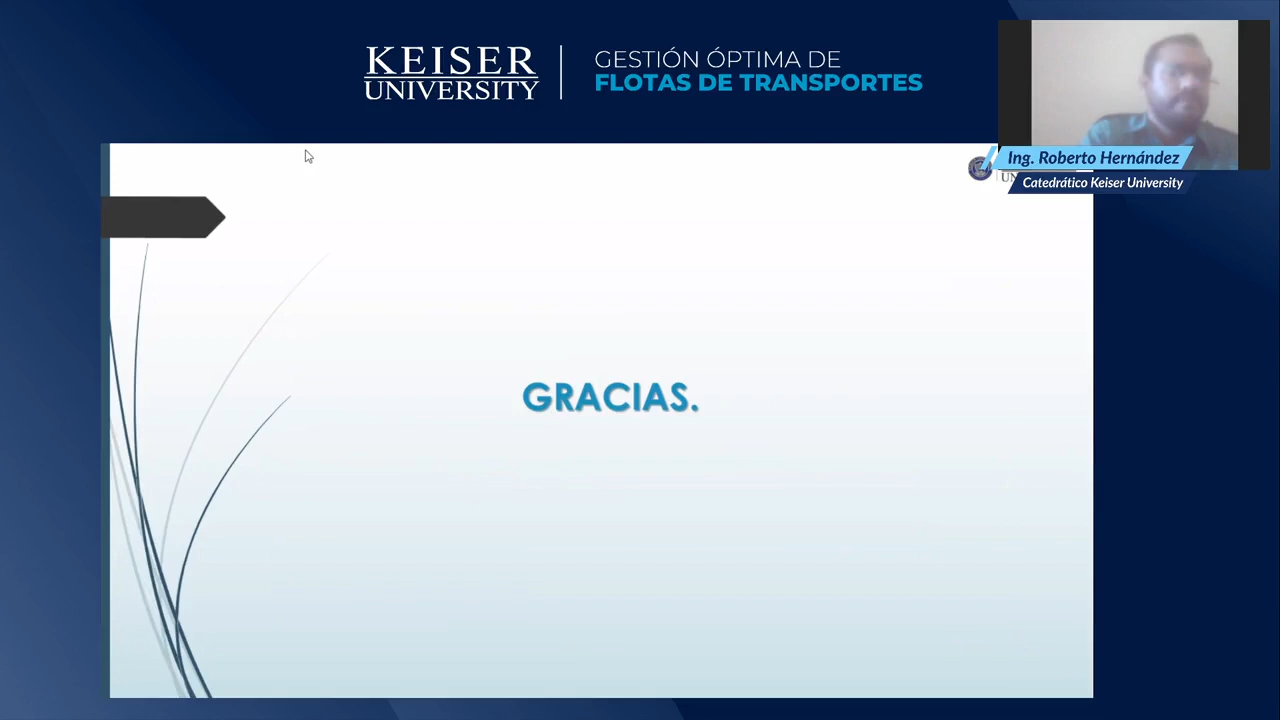 KEISER
UNIVERSITY
GESTIÓN ÓPTIMA DE
FLOTAS DE TRANSPORTES
Ing. Roberto Hernández
Catedrático Keiser University
GRACIAS.